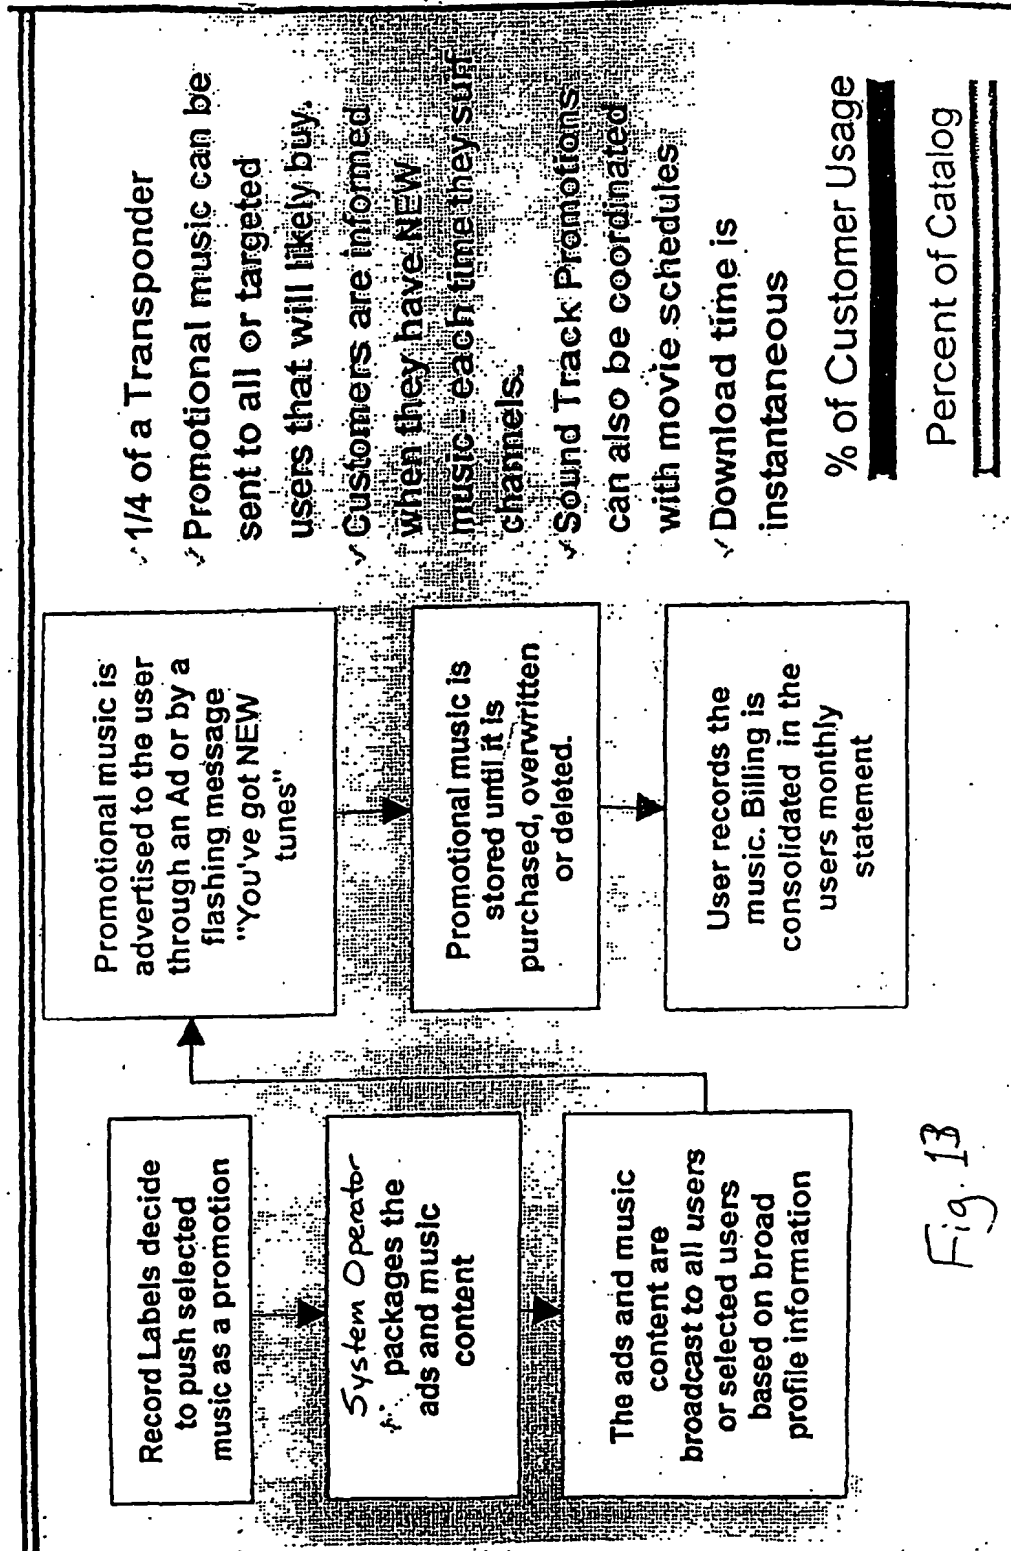 Record Labels decide
to push selected
music as a promotion
System Operator
packages the
ads and music
content
The ads and music
content are
broadcast to all users
or selected users
based on broad
profile information
Promotional music is
advertised to the user
through an Ad or by a
flashing message
"You've got NEW
tunes"
Promotional music is
stored until it is
purchased, overwritten
or deleted.
User records the
music. Billing is
consolidated in the
users monthly
statement
✓1/4 of a Transponder
✓Promotional music can be
sent to all or targeted
users that will likely buy.
✓Customers are informed
when they have NEW
music - each time they surf
channels.
✓Sound Track Promotions
can also be coordinated
with movie schedules
✓Download time is
instantaneous
% of Customer Usage
Percent of Catalog
Fig. 13